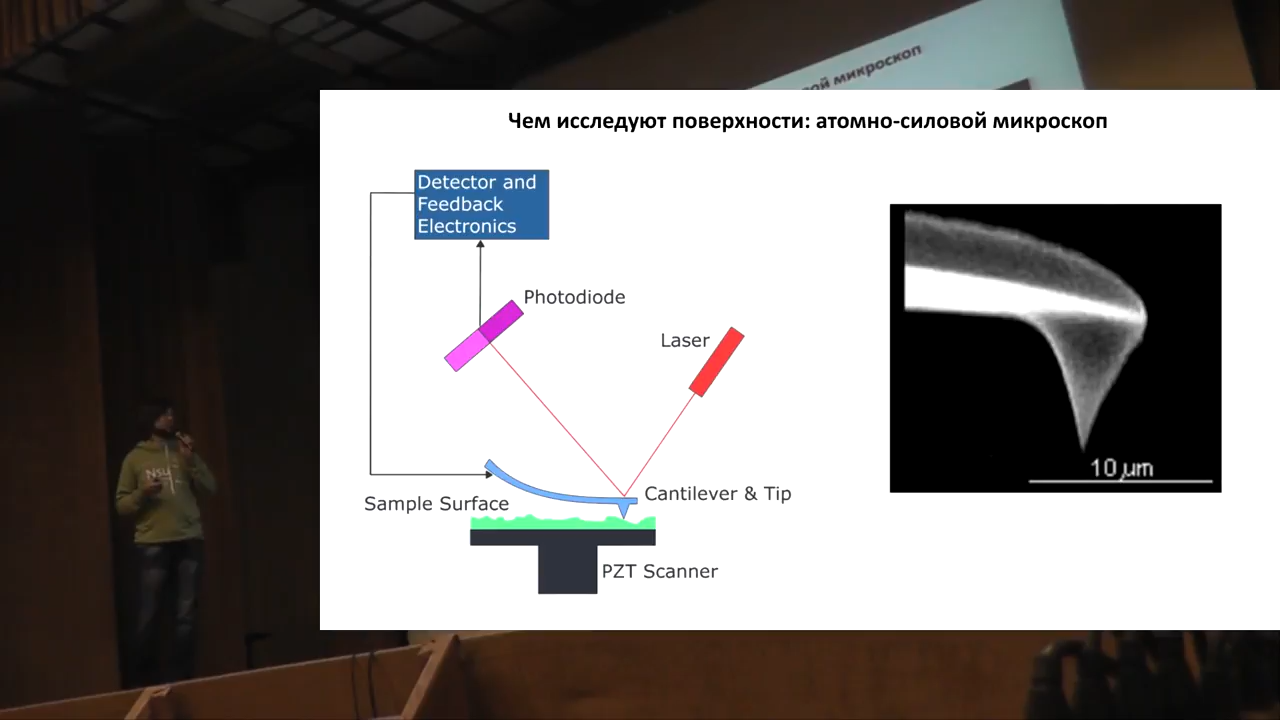 ой микроскоп
Чем исследуют поверхности: атомно-силовой микроскоп
Detector and
Feedback
Electronics
Photodiode
Laser
Cantilever & Tip
Sample Surface
PZT Scanner
10 µm
NSU